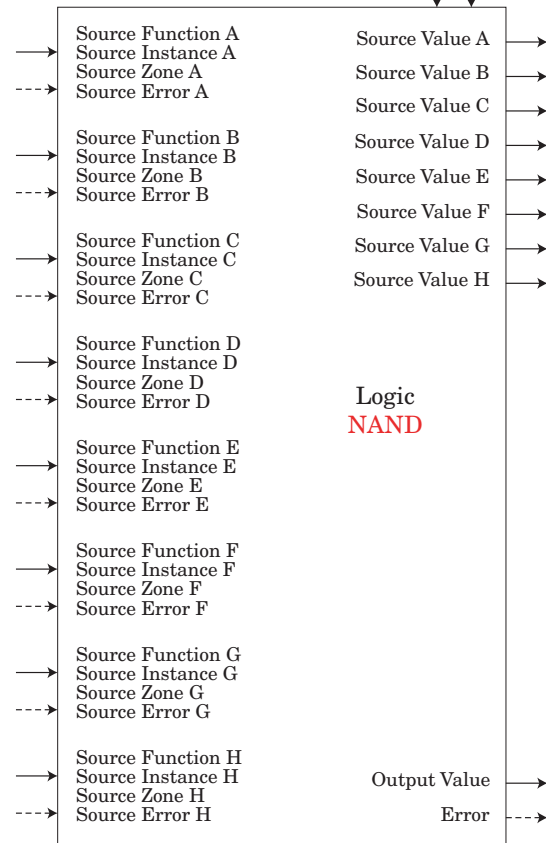 Source Function A
Source Instance A
Source Zone A
Source Error A
Source Function B
Source Instance B
Source Zone B
Source Error B
Source Function C
Source Instance C
Source Zone C
Source Error C
Source Function D
Source Instance D
Source Zone D
Source Error D
Source Function E
Source Instance E
Source Zone E
Source Error E
Source Function F
Source Instance F
Source Zone F
Source Error F
Source Function G
Source Instance G
Source Zone G
Source Error G
Source Function H
Source Instance H
Source Zone H
Source Error H
Source Value A
Source Value B
Source Value C
Source Value D
Source Value E
Source Value F
Source Value G
Source Value H
Logic
NAND
Output Value
Error